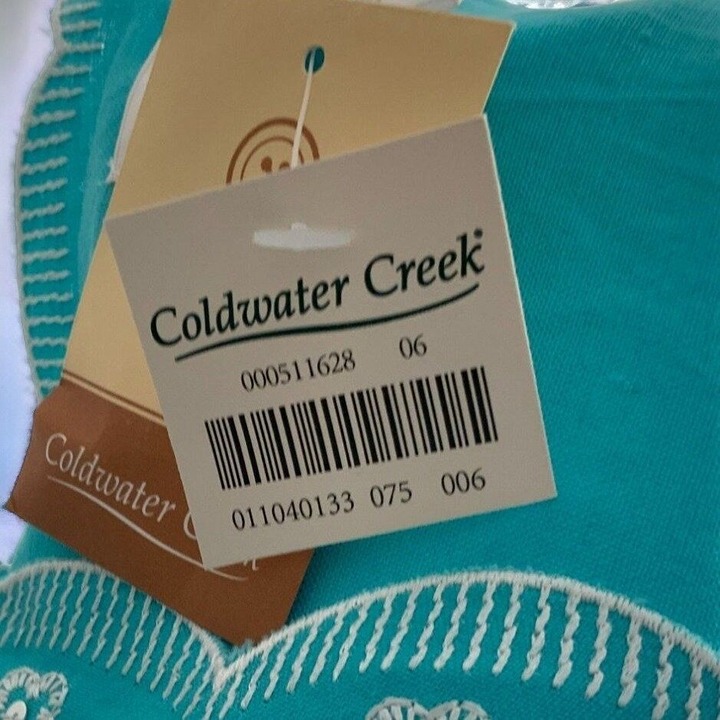 Coldwater Creek
000511628 06
011040133 075 006
Coldwater C